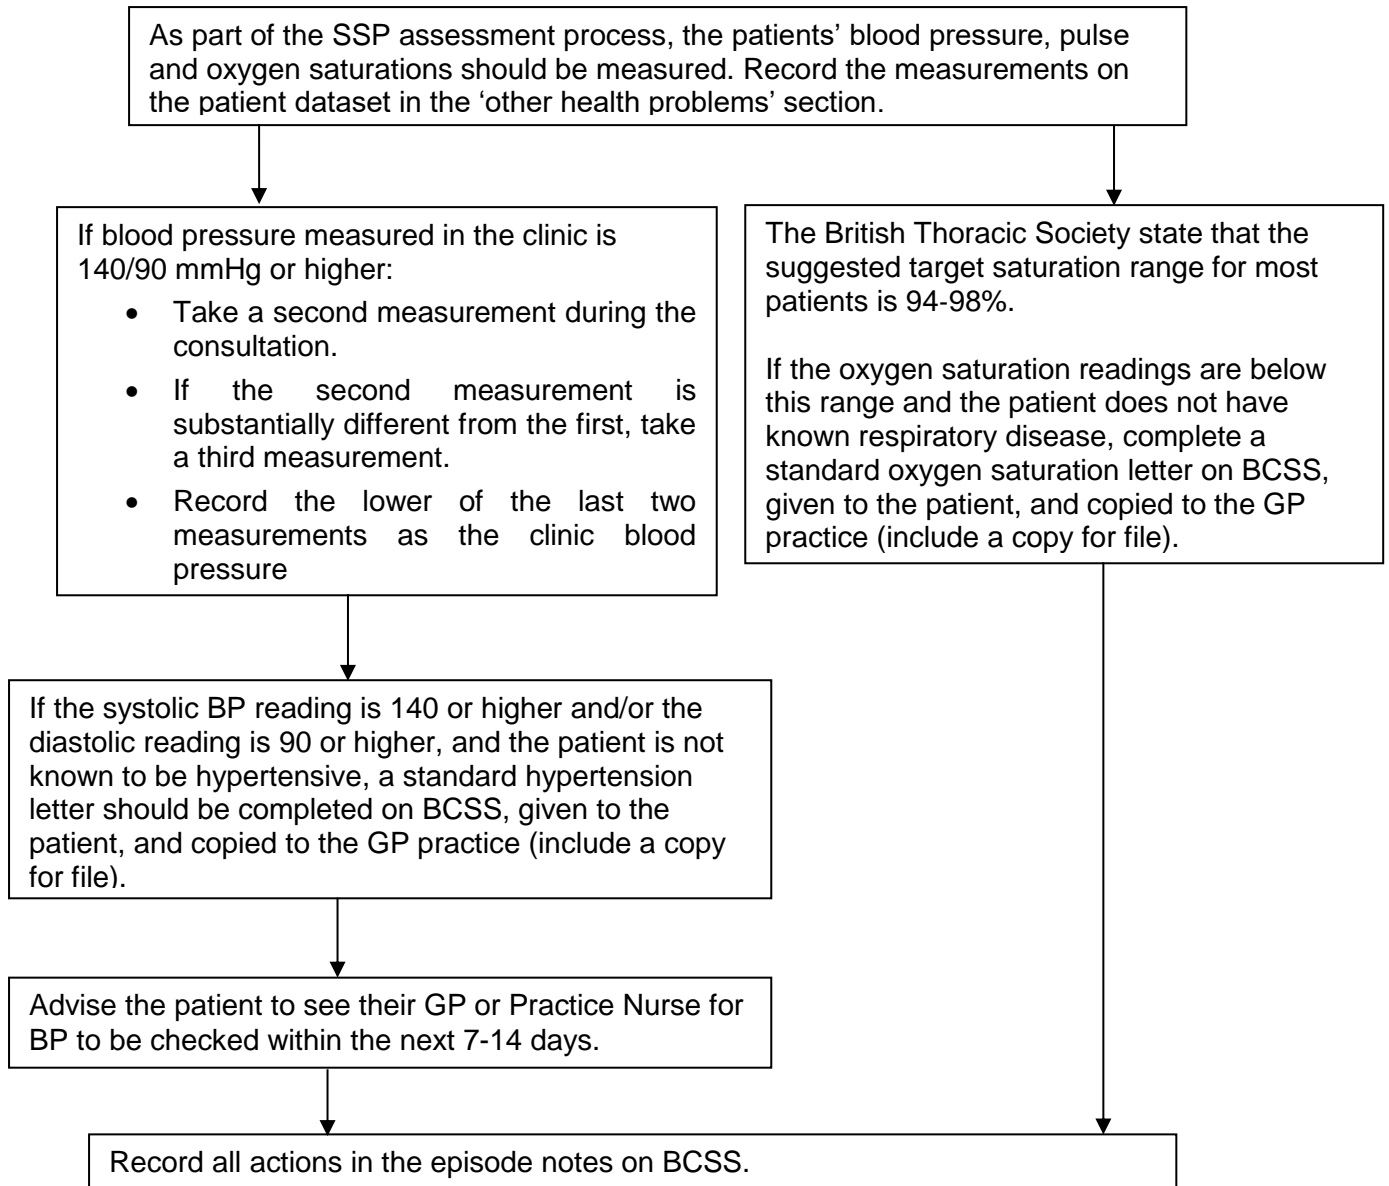 As part of the SSP assessment process, the patients’ blood pressure, pulse
and oxygen saturations should be measured. Record the measurements on
the patient dataset in the ‘other health problems’ section.
If blood pressure measured in the clinic is
140/90 mmHg or higher:
• Take a second measurement during the
consultation.
• If the second measurement is
substantially different from the first, take
a third measurement.
• Record the lower of the last two
measurements as the clinic blood
pressure
The British Thoracic Society state that the
suggested target saturation range for most
patients is 94-98%.
If the oxygen saturation readings are below
this range and the patient does not have
known respiratory disease, complete a
standard oxygen saturation letter on BCSS,
given to the patient, and copied to the GP
practice (include a copy for file).
If the systolic BP reading is 140 or higher and/or the
diastolic reading is 90 or higher, and the patient is not
known to be hypertensive, a standard hypertension
letter should be completed on BCSS, given to the
patient, and copied to the GP practice (include a copy
for file).
Advise the patient to see their GP or Practice Nurse for
BP to be checked within the next 7-14 days.
Record all actions in the episode notes on BCSS.